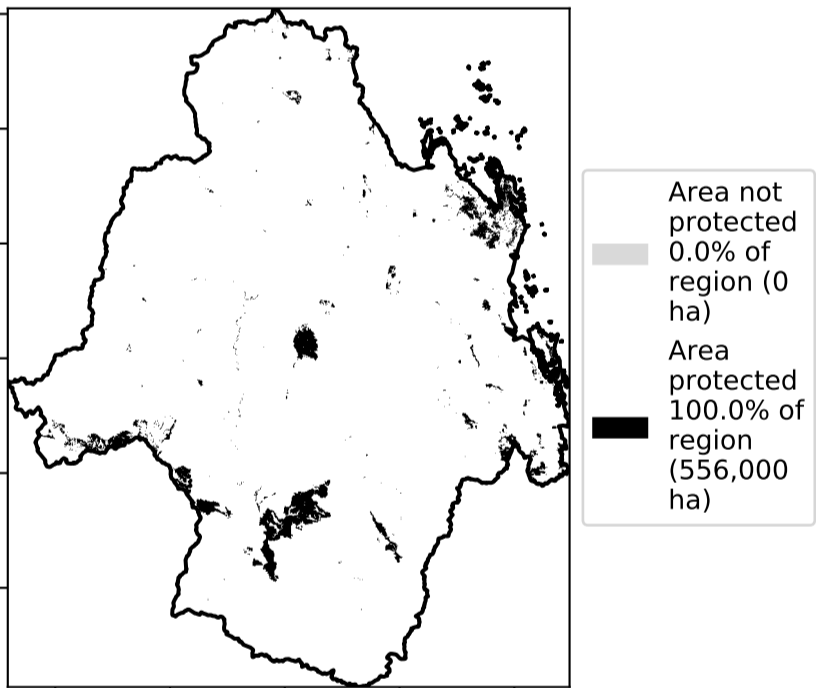 Area not
protected
0.0% of
region (0
ha)
Area
protected
100.0% of
region
(556,000
ha)